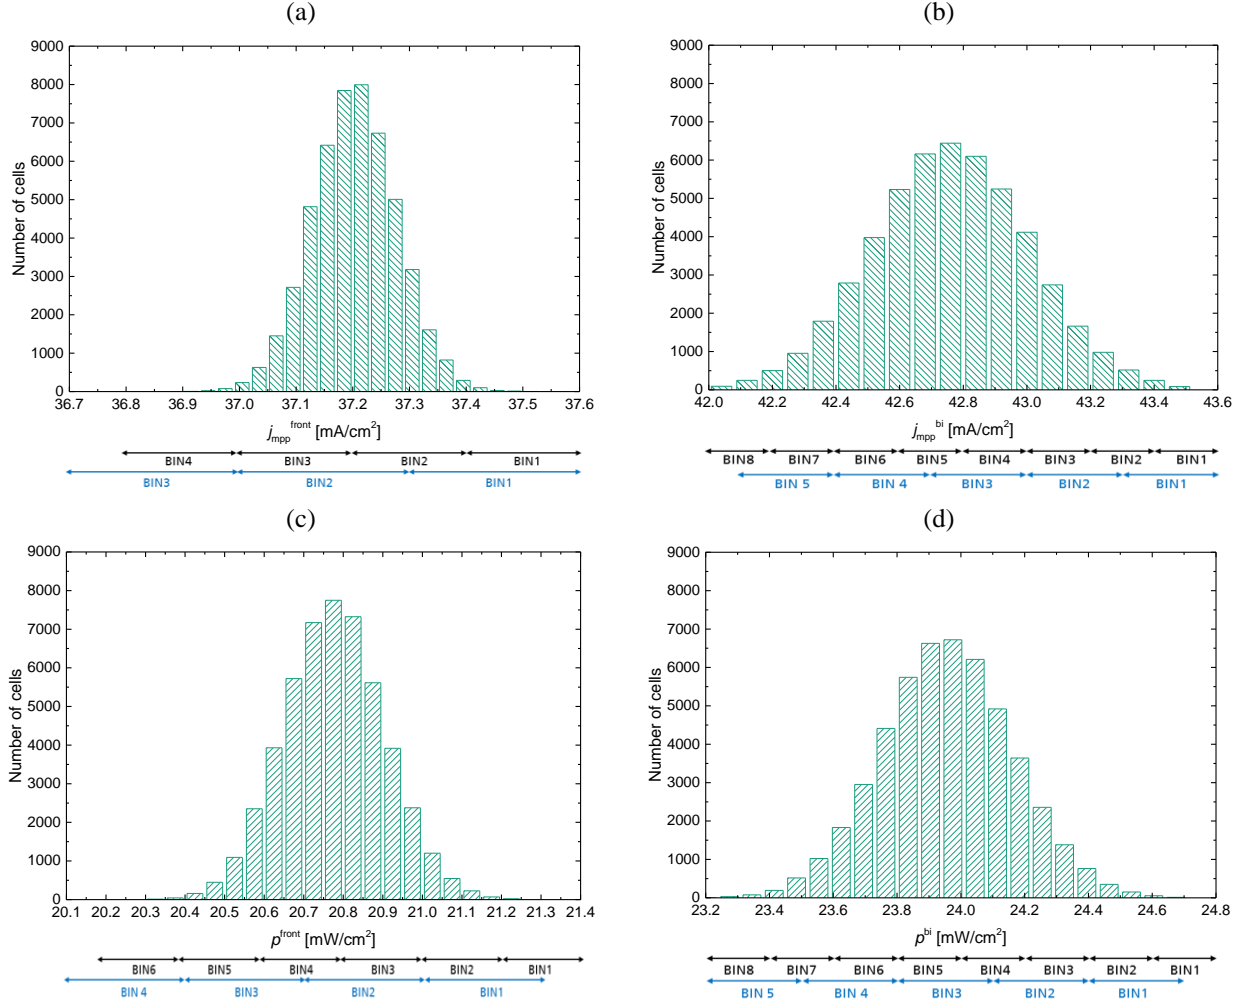 (a)
9000
8000
7000
6000
5000
4000
3000
2000
1000
0
Number of cells
36.7 36.8 36.9 37.0 37.1 37.2 37.3 37.4 37.5 37.6
jmpp front [mA/cm²]
BIN4 BIN3 BIN2 BIN1
BIN3 BIN2 BIN1
(b)
9000
8000
7000
6000
5000
4000
3000
2000
1000
0
Number of cells
42.0 42.2 42.4 42.6 42.8 43.0 43.2 43.4 43.6
jmpp bi [mA/cm²]
BIN8 BIN7 BIN6 BIN5 BIN4 BIN3 BIN2 BIN1
BIN 5 BIN 4 BIN3 BIN2 BIN1
(c)
9000
8000
7000
6000
5000
4000
3000
2000
1000
0
Number of cells
20.1 20.2 20.3 20.4 20.5 20.6 20.7 20.8 20.9 21.0 21.1 21.2 21.3 21.4
p front [mW/cm²]
BIN6 BIN5 BIN4 BIN3 BIN2 BIN1
BIN 4 BIN3 BIN2 BIN1
(d)
9000
8000
7000
6000
5000
4000
3000
2000
1000
0
Number of cells
23.2 23.4 23.6 23.8 24.0 24.2 24.4 24.6 24.8
p bi [mW/cm²]
BIN8 BIN7 BIN6 BIN5 BIN4 BIN3 BIN2 BIN1
BIN 5 BIN 4 BIN3 BIN2 BIN1